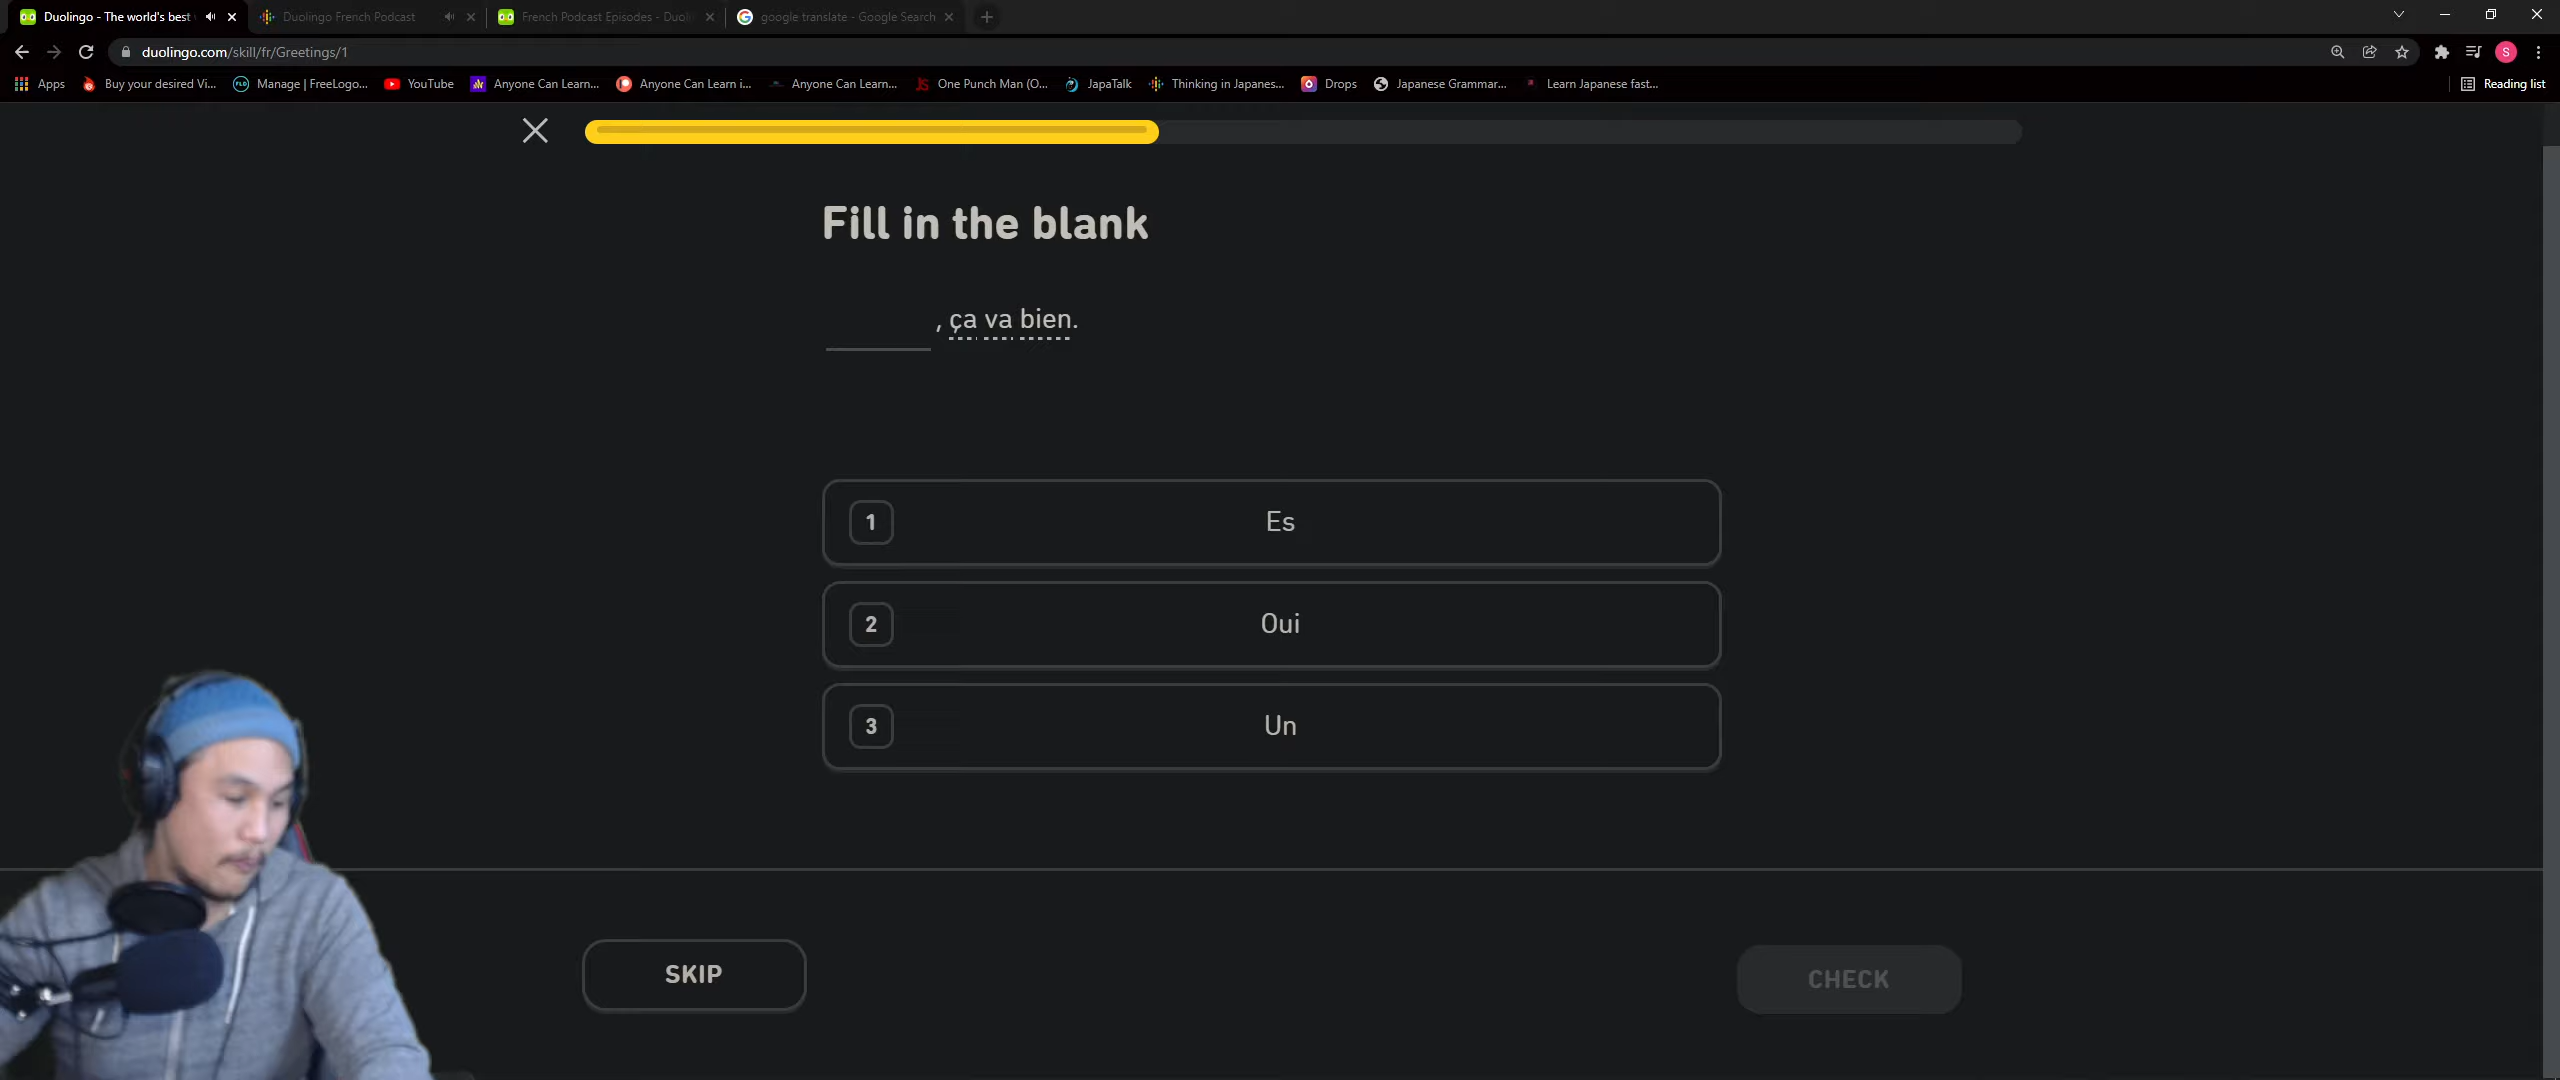 Duolingo - The world's best
Duolingo French Podcast
French Podcast Episodes - Duoli
google translate - Google Search
duolingo.com/skill/fr/Greetings/1
S
Apps
Buy your desired Vi...
Manage | FreeLogo...
YouTube
Anyone Can Learn...
Anyone Can Learn i...
Anyone Can Learn...
One Punch Man (O...
JapaTalk
Thinking in Japanes...
Drops
Japanese Grammar...
Learn Japanese fast...
Reading list
Fill in the blank
, ça va bien.
1 Es
2 Oui
3 Un
SKIP
CHECK